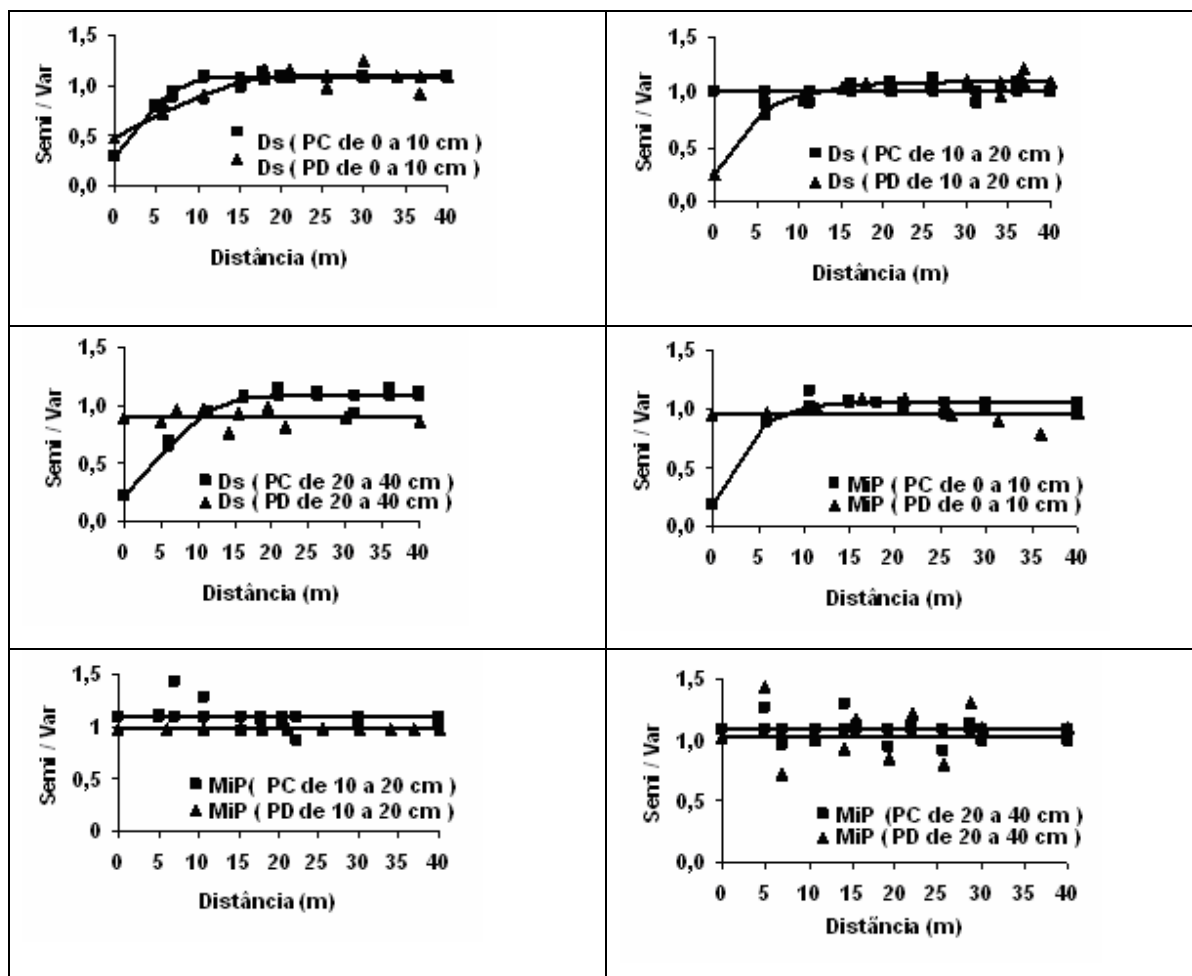 1,5
1,0
0,5
0,0
Semi / Var
Ds ( PC de 0 a 10 cm )
Ds ( PD de 0 a 10 cm )
0 5 10 15 20 25 30 35 40
Distância (m)
1,5
1,0
0,5
0,0
Semi / Var
Ds ( PC de 10 a 20 cm )
Ds ( PD de 10 a 20 cm )
0 5 10 15 20 25 30 35 40
Distância (m)
1,5
1,0
0,5
0,0
Semi / Var
Ds ( PC de 20 a 40 cm )
Ds ( PD de 20 a 40 cm )
0 5 10 15 20 25 30 35 40
Distância (m)
1,5
1,0
0,5
0,0
Semi / Var
MiP ( PC de 0 a 10 cm )
MiP ( PD de 0 a 10 cm )
0 5 10 15 20 25 30 35 40
Distância (m)
1,5
1
0,5
0
Semi / Var
MiP( PC de 10 a 20 cm )
MiP ( PD de 10 a 20 cm )
0 5 10 15 20 25 30 35 40
Distância (m)
1,5
1,0
0,5
0,0
Semi / Var
MiP (PC de 20 a 40 cm )
MiP ( PD de 20 a 40 cm )
0 5 10 15 20 25 30 35 40
Distãncia (m)